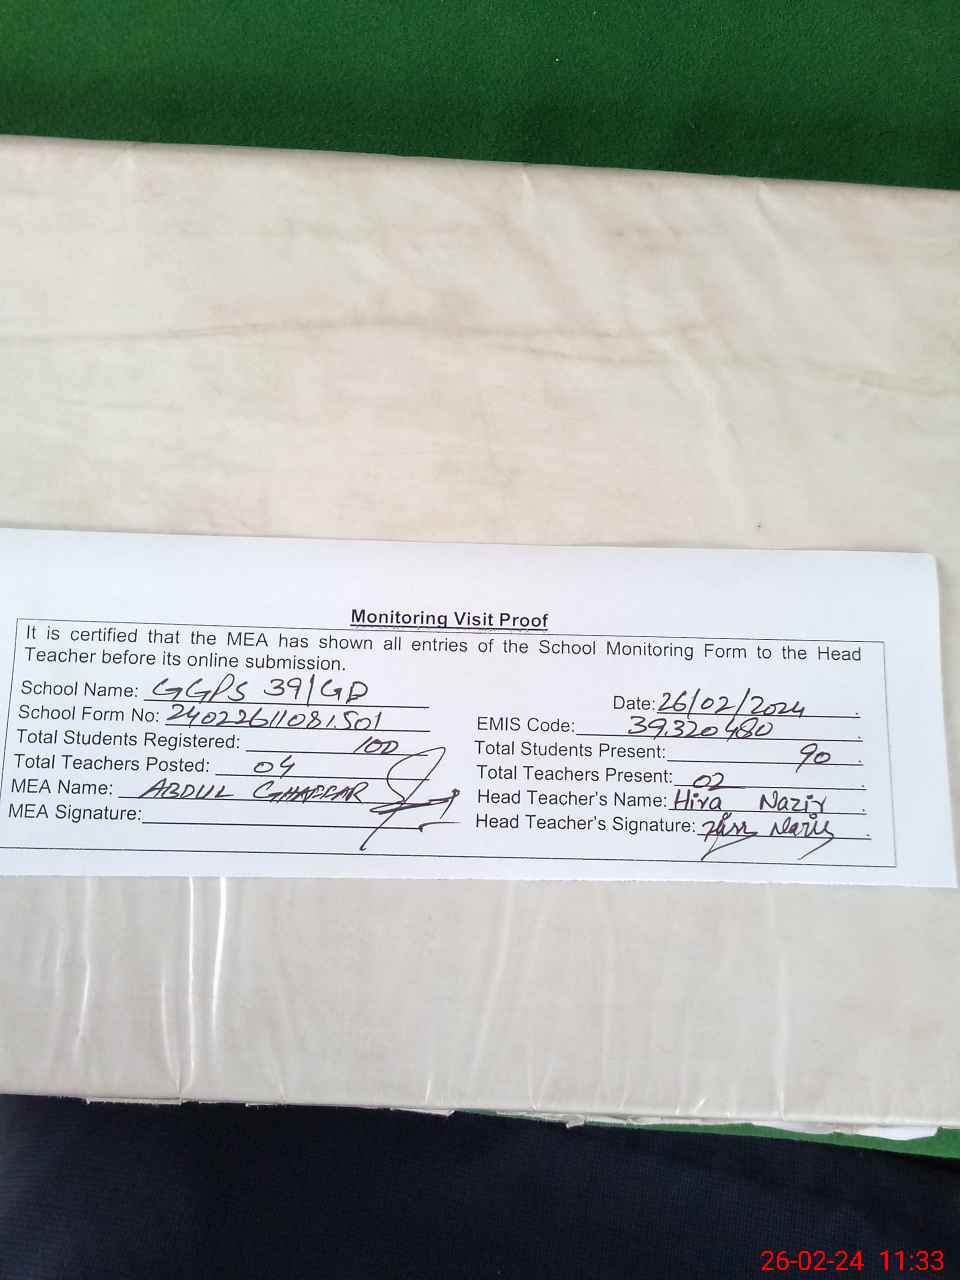 Monitoring Visit Proof
It is certified that the MEA has shown all entries of the School Monitoring Form to the Head
Teacher before its online submission.
School Name: GGPS 39/GD Date: 26/02/2024
School Form No: 24022611081.501 EMIS Code: 39320480
Total Students Registered: 100 Total Students Present: 90
Total Teachers Posted: 04 Total Teachers Present: 02
MEA Name: ABDUL GHAFFAR Head Teacher's Name: Hira Nazir
MEA Signature: Head Teacher's Signature: Hira Nazir
26-02-24 11:33